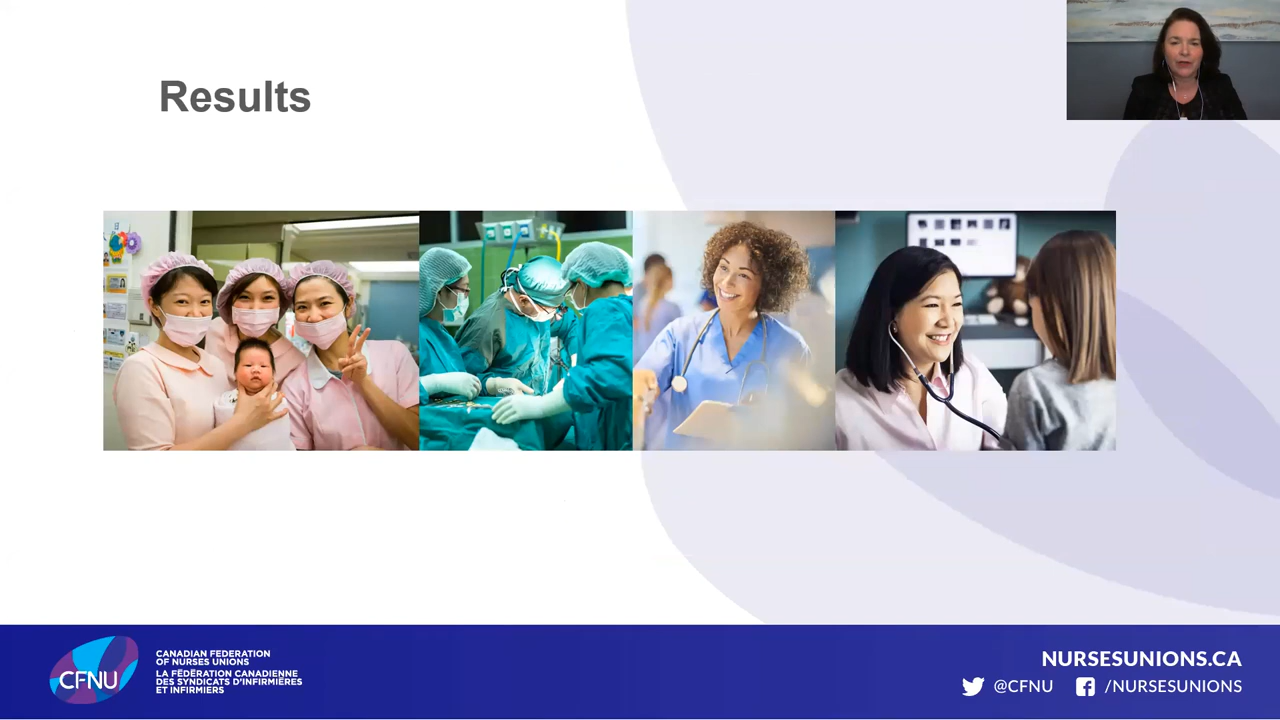 Results
CFNU
CANADIAN FEDERATION
OF NURSES UNIONS
LA FÉDÉRATION CANADIENNE
DES SYNDICATS D'INFIRMIÈRES
ET INFIRMIERS
NURSESUNIONS.CA
@CFNU
/NURSESUNIONS